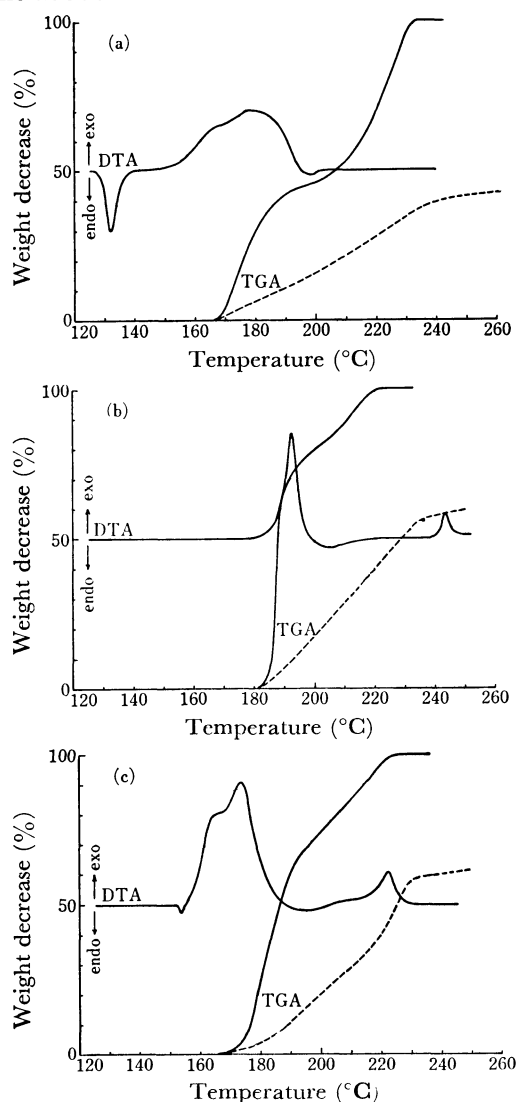 100
(a)
exo
DTA
50
endo
Weight decrease (%)
TGA
0
120 140 160 180 200 220 240 260
Temperature (°C)
100
(b)
exo
DTA
50
endo
Weight decrease (%)
TGA
0
120 140 160 180 200 220 240 260
Temperature (°C)
100
(c)
exo
DTA
50
endo
Weight decrease (%)
TGA
0
120 140 160 180 200 220 240 260
Temperature (°C)